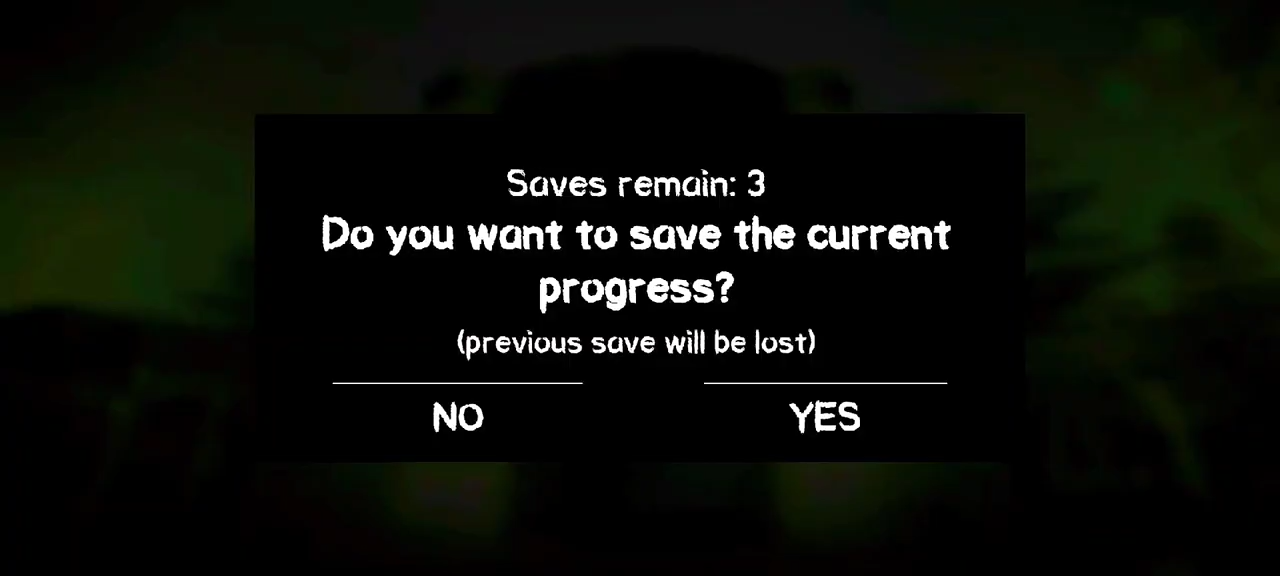 Saves remain: 3
Do you want to save the current
progress?
(previous save will be lost)
NO YES